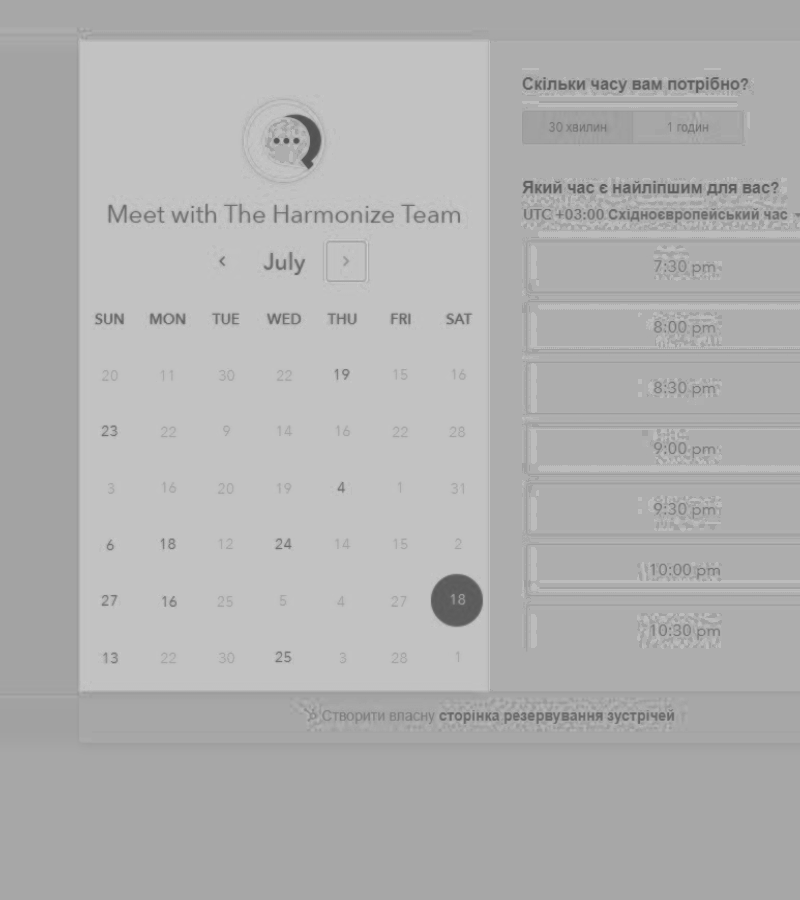 Meet with The Harmonize Team
July
SUN MON TUE WED THU FRI SAT
20 11 30 22 19 15 16
23 22 9 14 16 22 28
3 16 20 19 4 1 31
6 18 12 24 14 15 2
27 16 25 5 4 27 18
13 22 30 25 3 28 1
Скільки часу вам потрібно?
30 хвилин 1 годин
Який час є найліпшим для вас?
UTC +03:00 Східноєвропейський час
7:30 pm
8:00 pm
8:30 pm
9:00 pm
9:30 pm
10:00 pm
10:30 pm
Створити власну сторінка резервування зустрічей